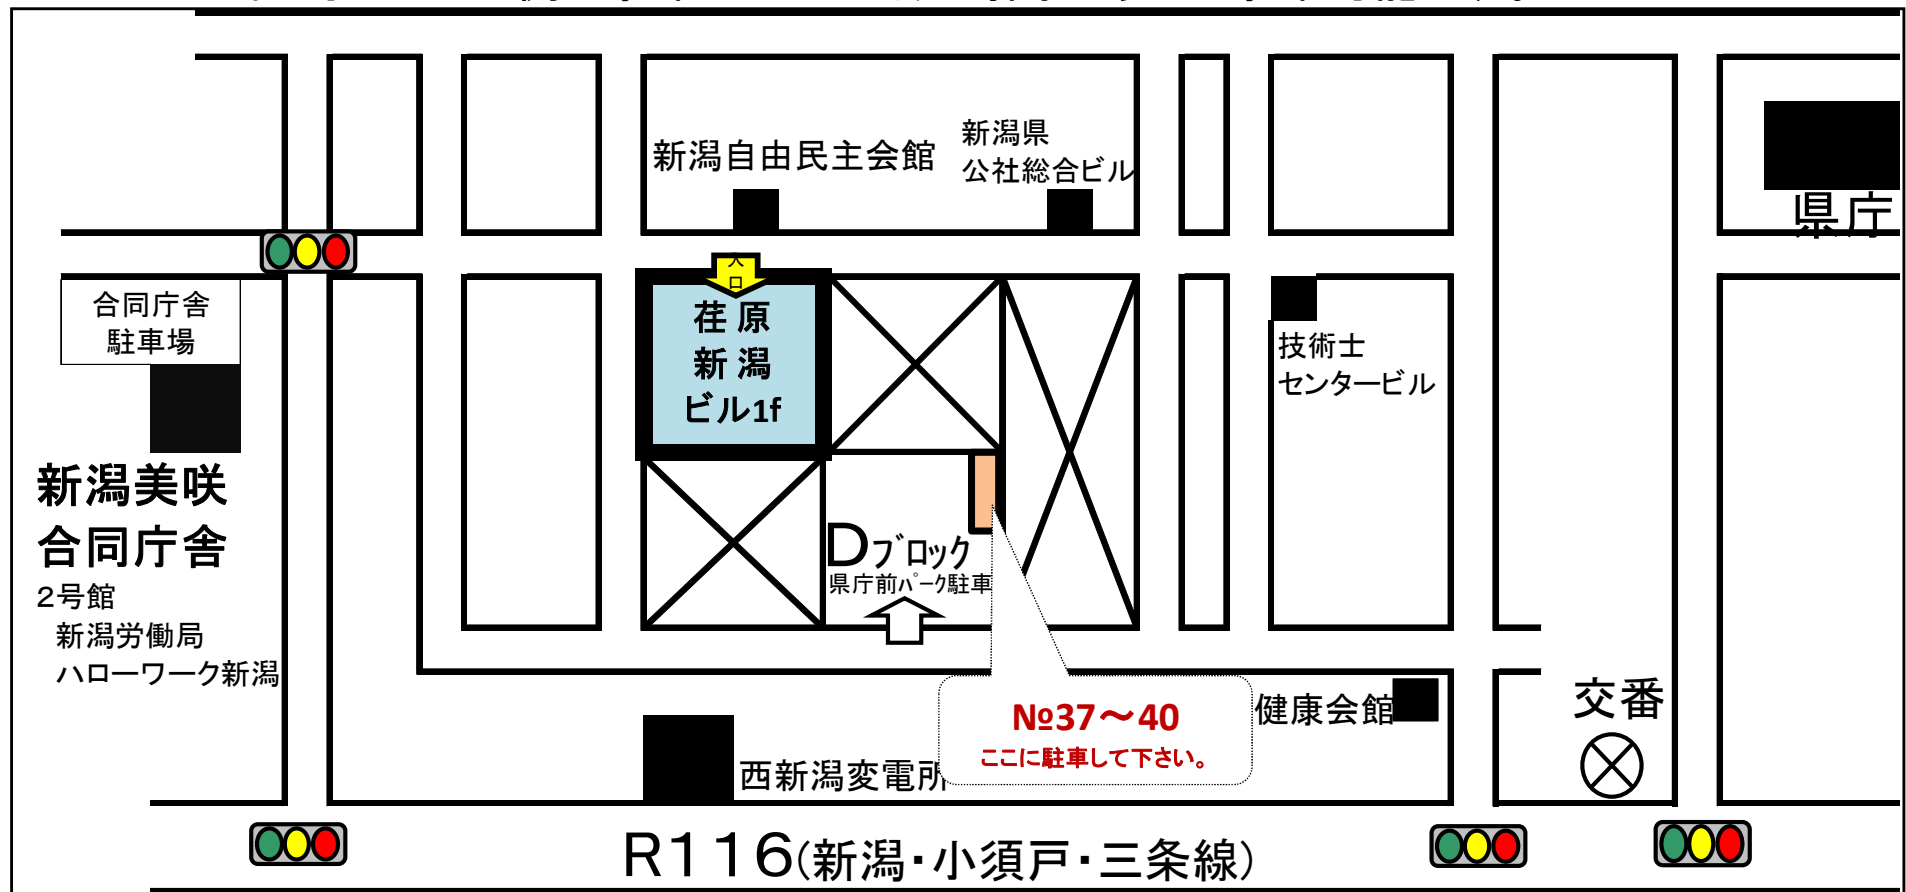 新潟自由民主会館
新潟県
公社総合ビル
県庁
入
口
合同庁舎
駐車場
荏原
新潟
ビル1f
技術士
センタービル
新潟美咲
合同庁舎
2号館
新潟労働局
ハローワーク新潟
Dブロック
県庁前パーク駐車
№37～40
ここに駐車して下さい。
健康会館
交番
西新潟変電所
R116(新潟・小須戸・三条線)